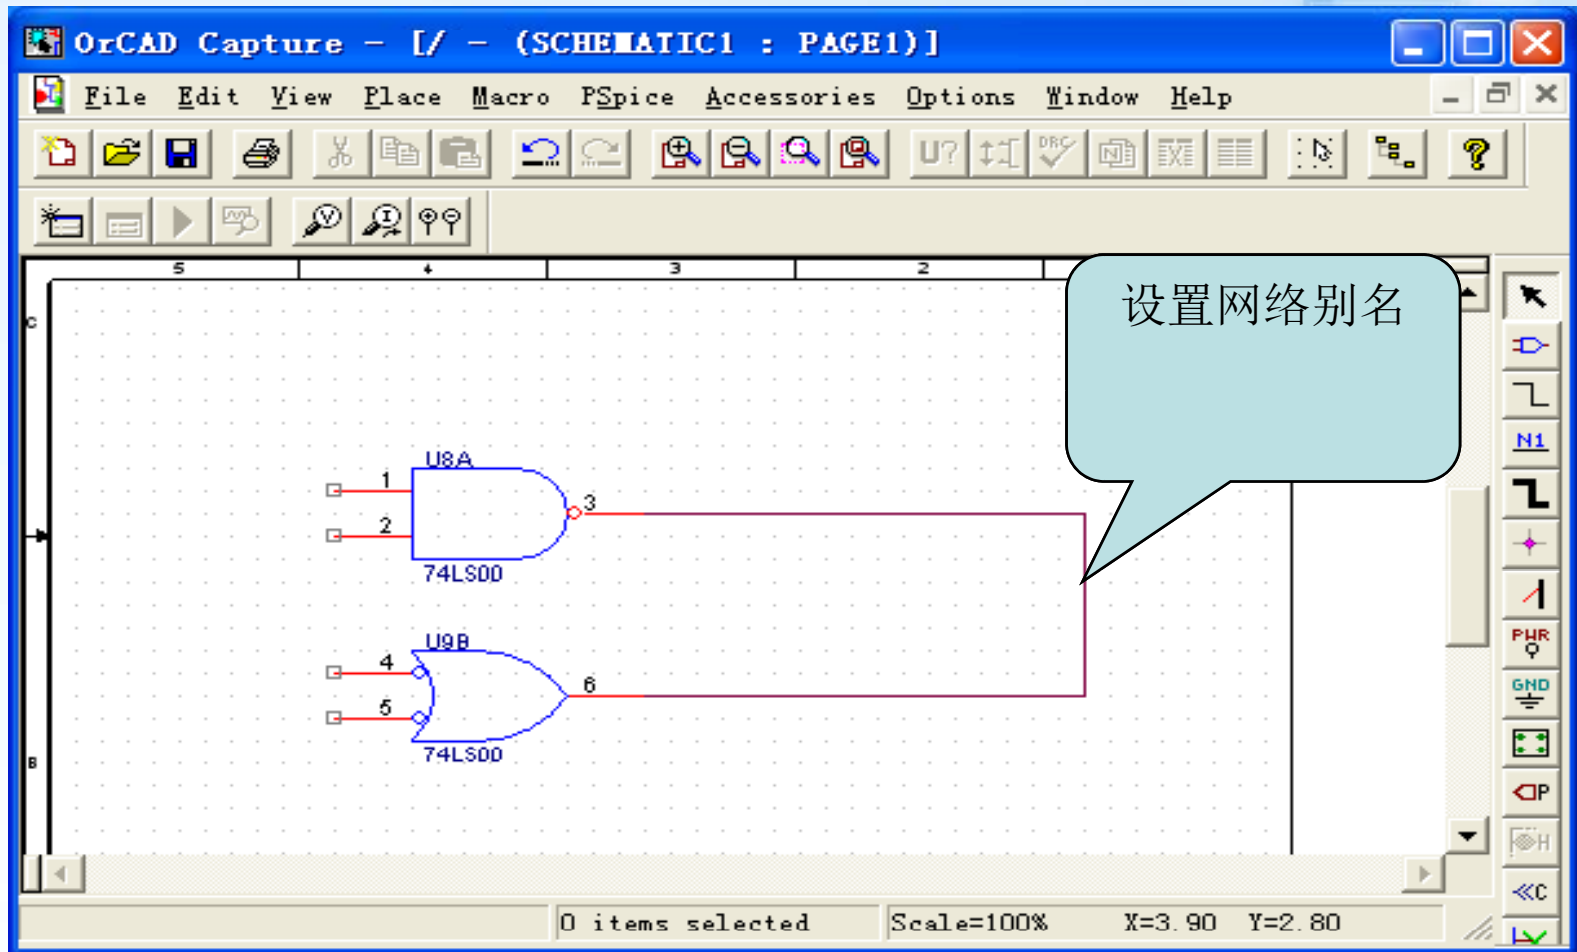 OrCAD Capture - [/ - (SCHEMATIC1 : PAGE1)]
File Edit View Place Macro PSpice Accessories Options Window Help
U? DRC N
V I
5 4 3 2
C
设置网络别名
N1
U8A
1
3
2
74LS00
PWR
U9B
4
6
GND
5
74LS00
B
P
H
C
0 items selected Scale=100% X=3.90 Y=2.80